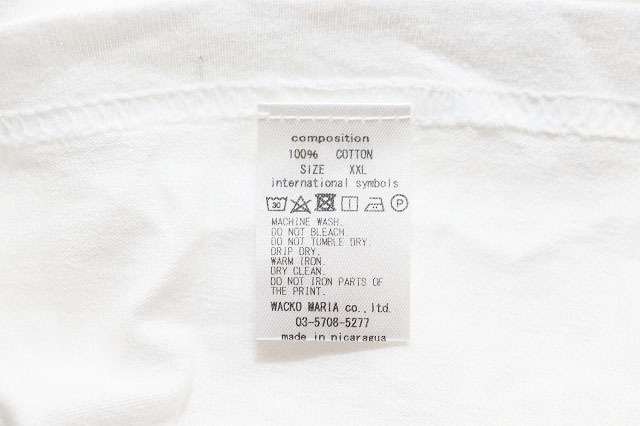 composition
100% COTTON
SIZE XXL
international symbols
30 P
MACHINE WASH.
DO NOT BLEACH.
DO NOT TUMBLE DRY.
DRIP DRY.
WARM IRON.
DRY CLEAN.
DO NOT IRON PARTS OF
THE PRINT.
WACKO MARIA co.,ltd.
03-5708-5277
made in nicaragua